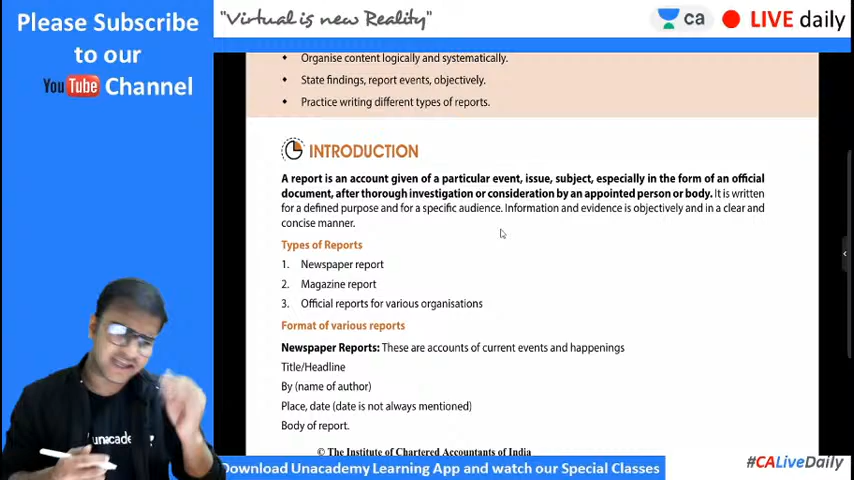 Please Subscribe
to our
YouTube Channel
"Virtual is new Reality"
ca
LIVE daily
• Organise content logically and systematically.
• State findings, report events, objectively.
• Practice writing different types of reports.
INTRODUCTION
A report is an account given of a particular event, issue, subject, especially in the form of an official
document, after thorough investigation or consideration by an appointed person or body. It is written
for a defined purpose and for a specific audience. Information and evidence is objectively and in a clear and
concise manner.
Types of Reports
1. Newspaper report
2. Magazine report
3. Official reports for various organisations
Format of various reports
Newspaper Reports: These are accounts of current events and happenings
Title/Headline
By (name of author)
Place, date (date is not always mentioned)
Body of report.
© The Institute of Chartered Accountants of India
unacade
Download Unacademy Learning App and watch our Special Classes
#CALiveDaily